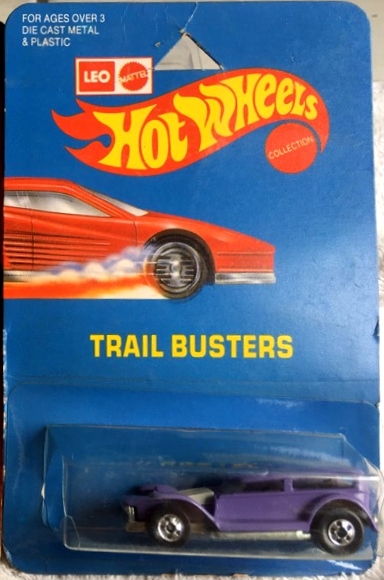 FOR AGES OVER 3
DIE CAST METAL
& PLASTIC
LEO MATTEL
Hot Wheels
COLLECTION
TRAIL BUSTERS